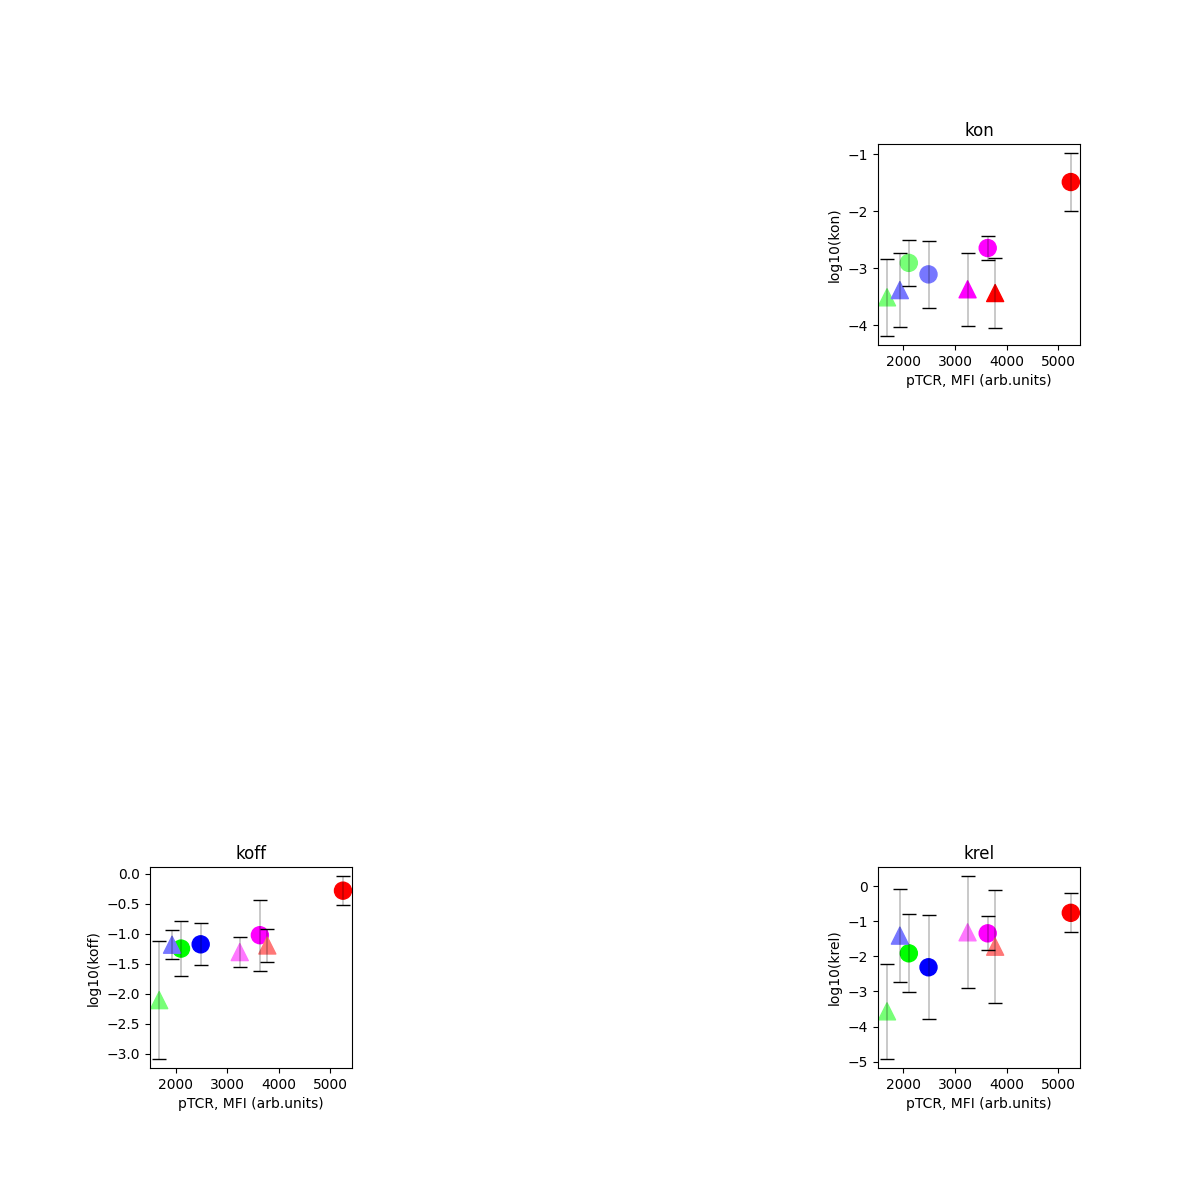 kon
log10(kon)
−1
−2
−3
−4
2000 3000 4000 5000
pTCR, MFI (arb.units)
koff
log10(koff)
0.0
−0.5
−1.0
−1.5
−2.0
−2.5
−3.0
2000 3000 4000 5000
pTCR, MFI (arb.units)
krel
log10(krel)
0
−1
−2
−3
−4
−5
2000 3000 4000 5000
pTCR, MFI (arb.units)